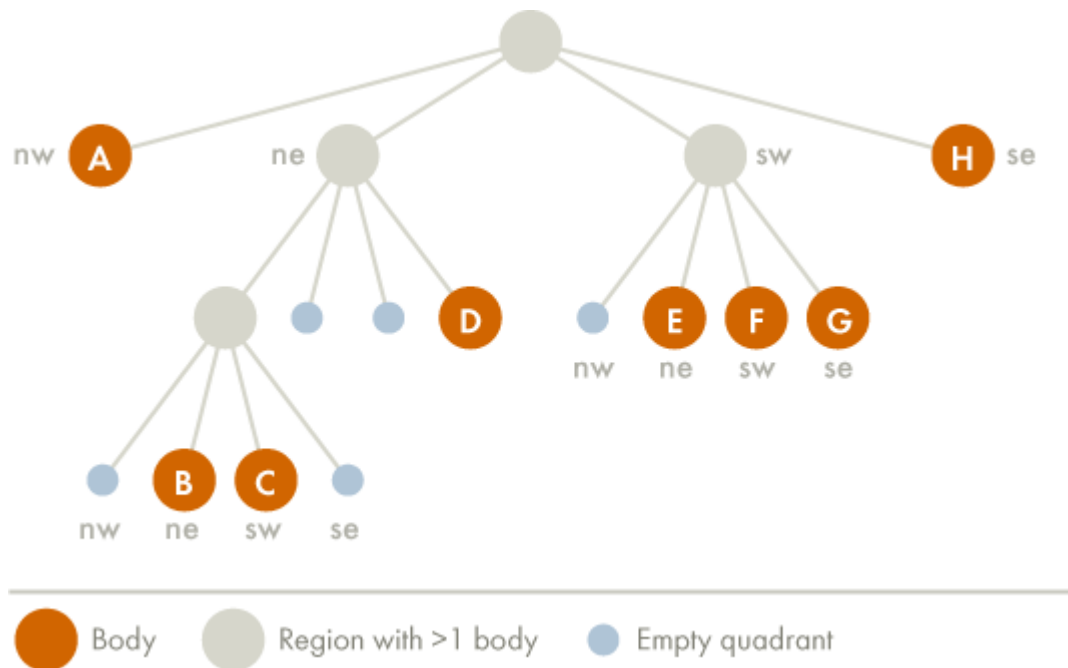 nw A ne sw H se
D E F G
nw ne sw se
B C
nw ne sw se
Body Region with >1 body Empty quadrant